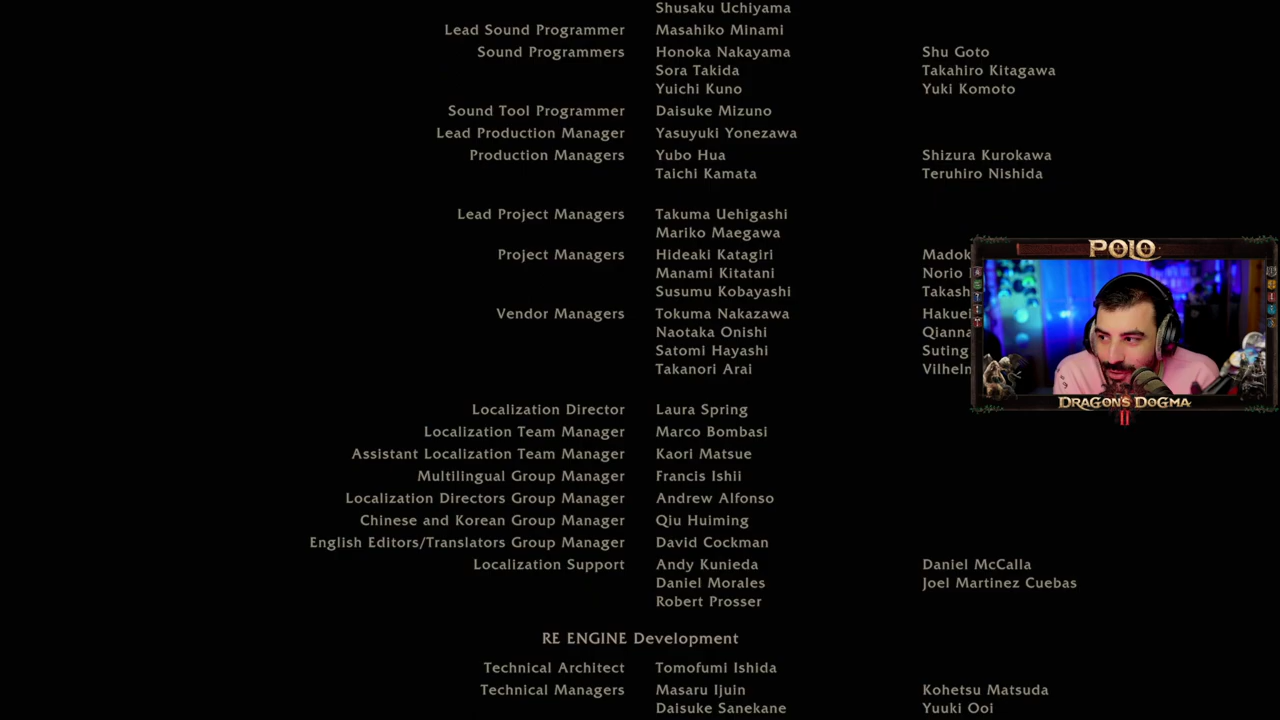 Shusaku Uchiyama
Lead Sound Programmer Masahiko Minami
Sound Programmers Honoka Nakayama Shu Goto
Sora Takida Takahiro Kitagawa
Yuichi Kuno Yuki Komoto
Sound Tool Programmer Daisuke Mizuno
Lead Production Manager Yasuyuki Yonezawa
Production Managers Yubo Hua Shizura Kurokawa
Taichi Kamata Teruhiro Nishida
Lead Project Managers Takuma Uehigashi
Mariko Maegawa
Project Managers Hideaki Katagiri
Manami Kitatani Norio
Susumu Kobayashi
Vendor Managers Tokuma Nakazawa Hakuei
Naotaka Onishi
Satomi Hayashi Suting
Takanori Arai
POLO
DRAGON'S DOGMA
II
Localization Director Laura Spring
Localization Team Manager Marco Bombasi
Assistant Localization Team Manager Kaori Matsue
Multilingual Group Manager Francis Ishii
Localization Directors Group Manager Andrew Alfonso
Chinese and Korean Group Manager Qiu Huiming
English Editors/Translators Group Manager David Cockman
Localization Support Andy Kunieda Daniel McCalla
Daniel Morales Joel Martinez Cuebas
Robert Prosser
RE ENGINE Development
Technical Architect Tomofumi Ishida
Technical Managers Masaru Ijuin Kohetsu Matsuda
Daisuke Sanekane Yuuki Ooi